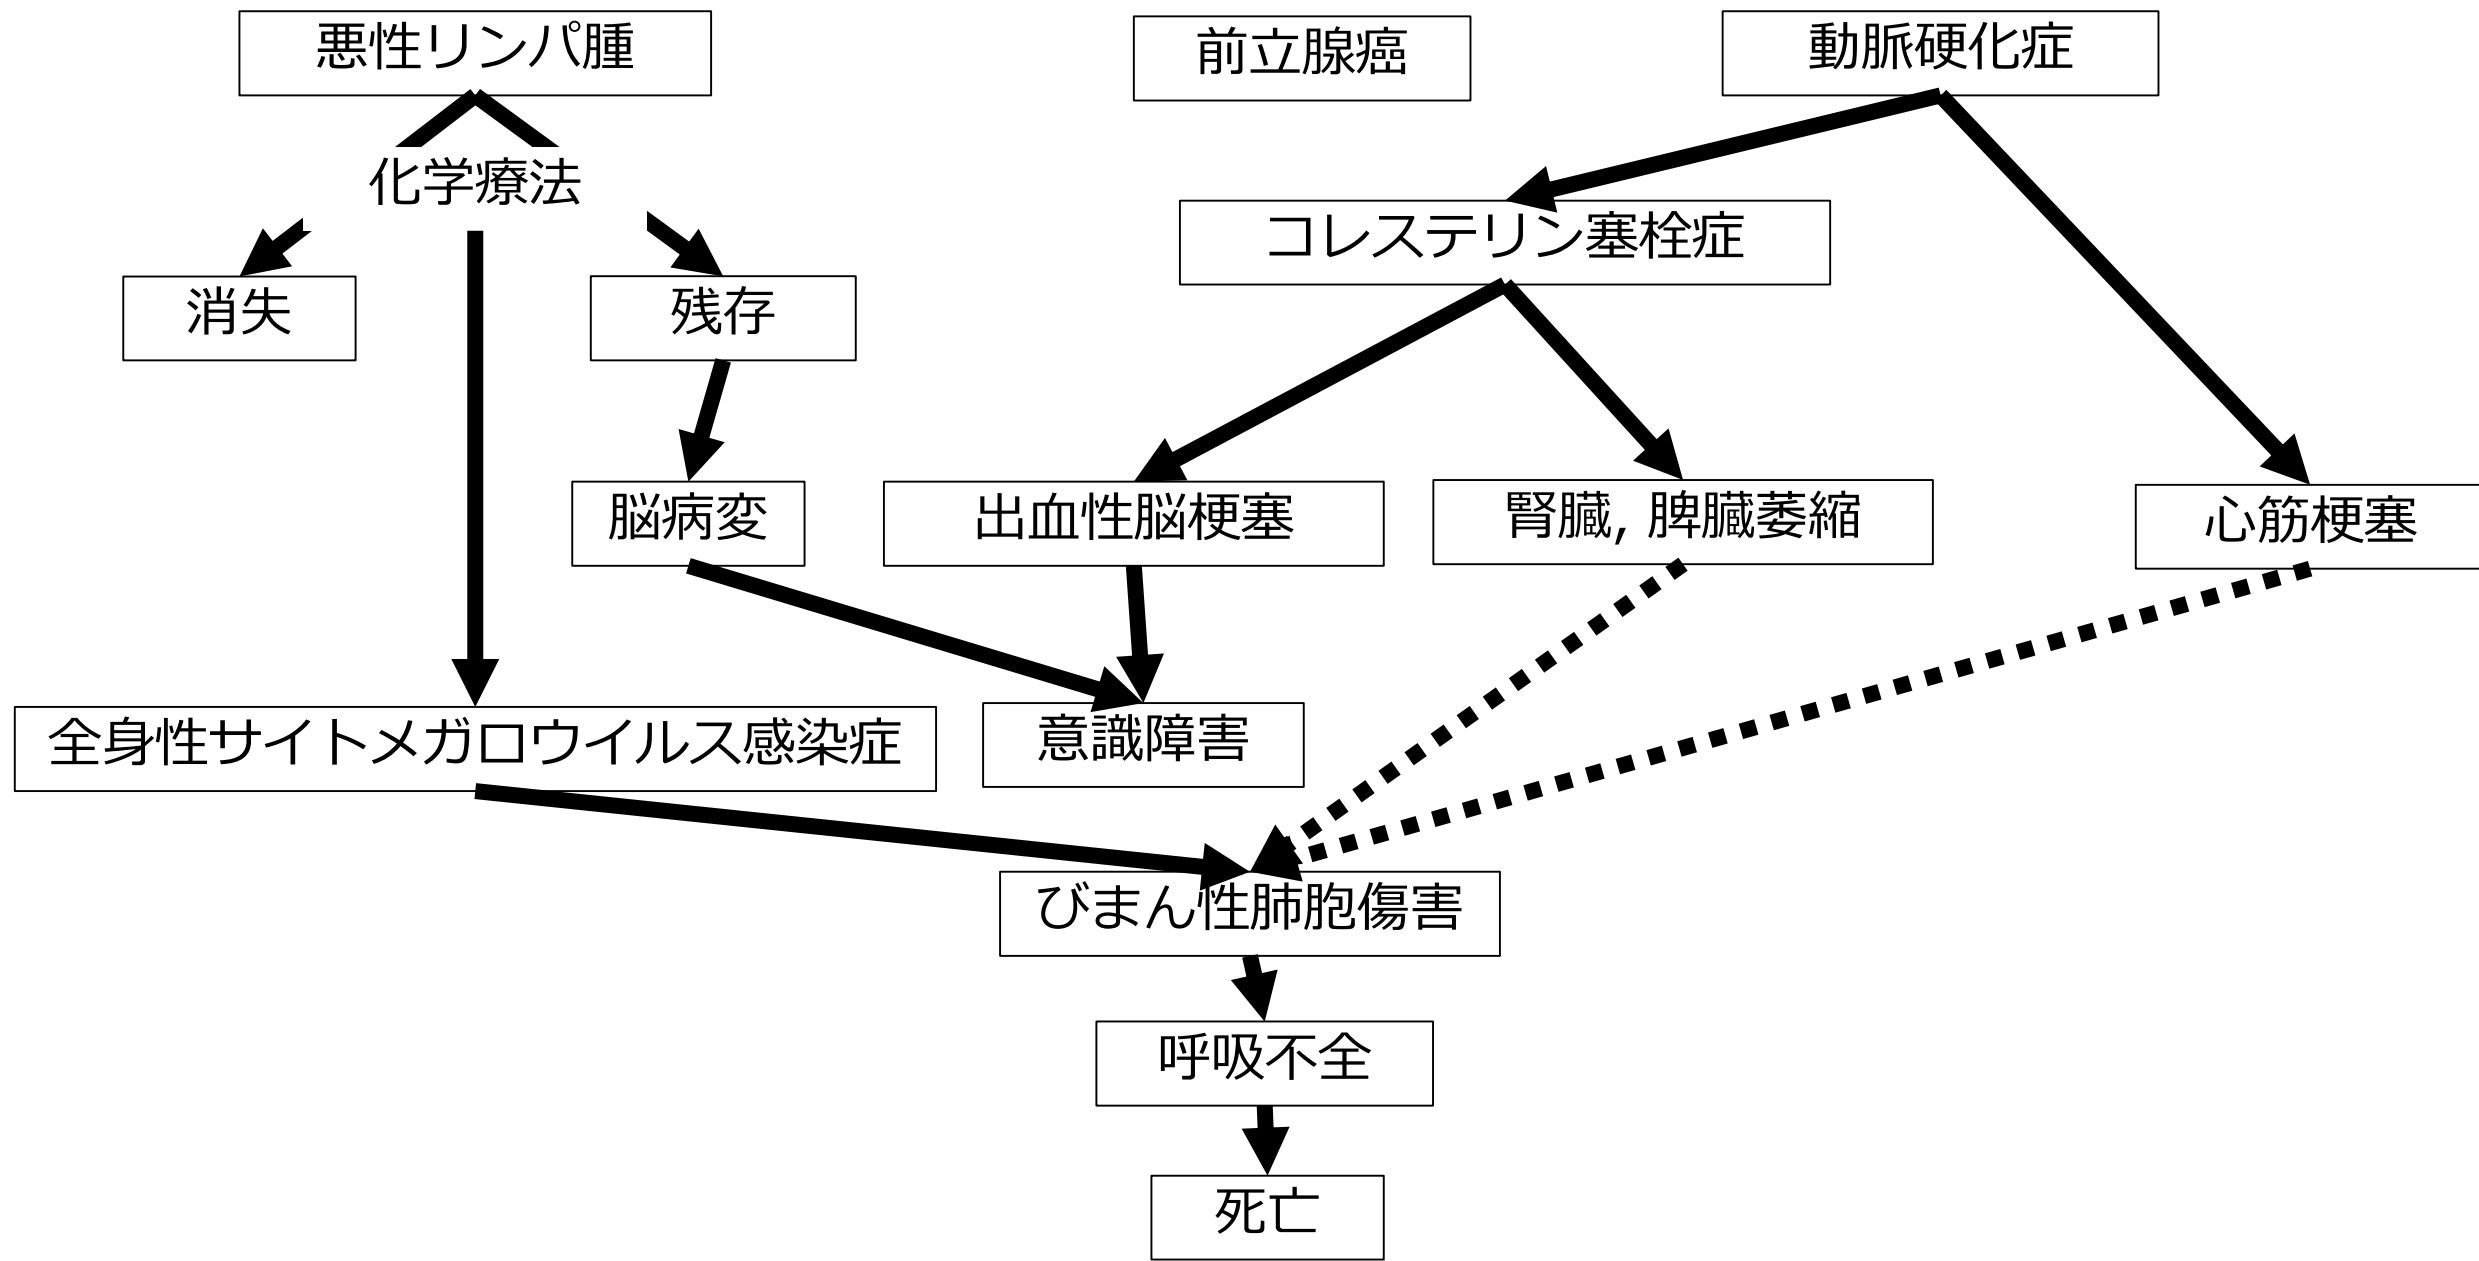 悪性リンパ腫
前立腺癌
動脈硬化症
化学療法
コレステリン塞栓症
消失
残存
脳病変
出血性脳梗塞
腎臓, 脾臓萎縮
心筋梗塞
全身性サイトメガロウイルス感染症
意識障害
びまん性肺胞傷害
呼吸不全
死亡